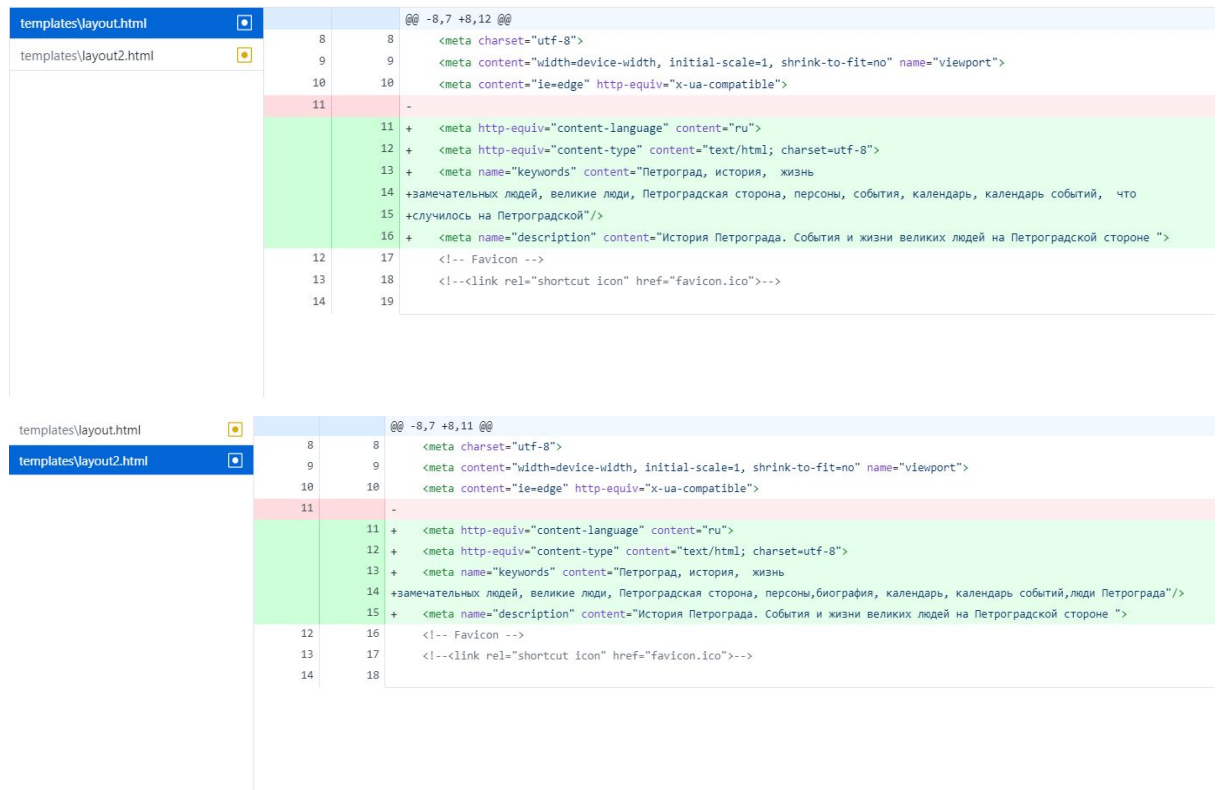 templates\layout.html
templates\layout2.html
@@ -8,7 +8,12 @@
8 8 <meta charset="utf-8">
9 9 <meta content="width=device-width, initial-scale=1, shrink-to-fit=no" name="viewport">
10 10 <meta content="ie=edge" http-equiv="x-ua-compatible">
11 -
11 + <meta http-equiv="content-language" content="ru">
12 + <meta http-equiv="content-type" content="text/html; charset=utf-8">
13 + <meta name="keywords" content="Петроград, история,  жизнь
14 +замечательных людей, великие люди, Петроградская сторона, персоны, события, календарь, календарь событий,  что
15 +случилось на Петроградской"/>
16 + <meta name="description" content="История Петрограда. События и жизни великих людей на Петроградской стороне ">
12 17 <!-- Favicon -->
13 18 <!--<link rel="shortcut icon" href="favicon.ico">-->
14 19
templates\layout.html
templates\layout2.html
@@ -8,7 +8,11 @@
8 8 <meta charset="utf-8">
9 9 <meta content="width=device-width, initial-scale=1, shrink-to-fit=no" name="viewport">
10 10 <meta content="ie=edge" http-equiv="x-ua-compatible">
11 -
11 + <meta http-equiv="content-language" content="ru">
12 + <meta http-equiv="content-type" content="text/html; charset=utf-8">
13 + <meta name="keywords" content="Петроград, история,  жизнь
14 +замечательных людей, великие люди, Петроградская сторона, персоны,биография, календарь, календарь событий,люди Петрограда"/>
15 + <meta name="description" content="История Петрограда. События и жизни великих людей на Петроградской стороне ">
12 16 <!-- Favicon -->
13 17 <!--<link rel="shortcut icon" href="favicon.ico">-->
14 18